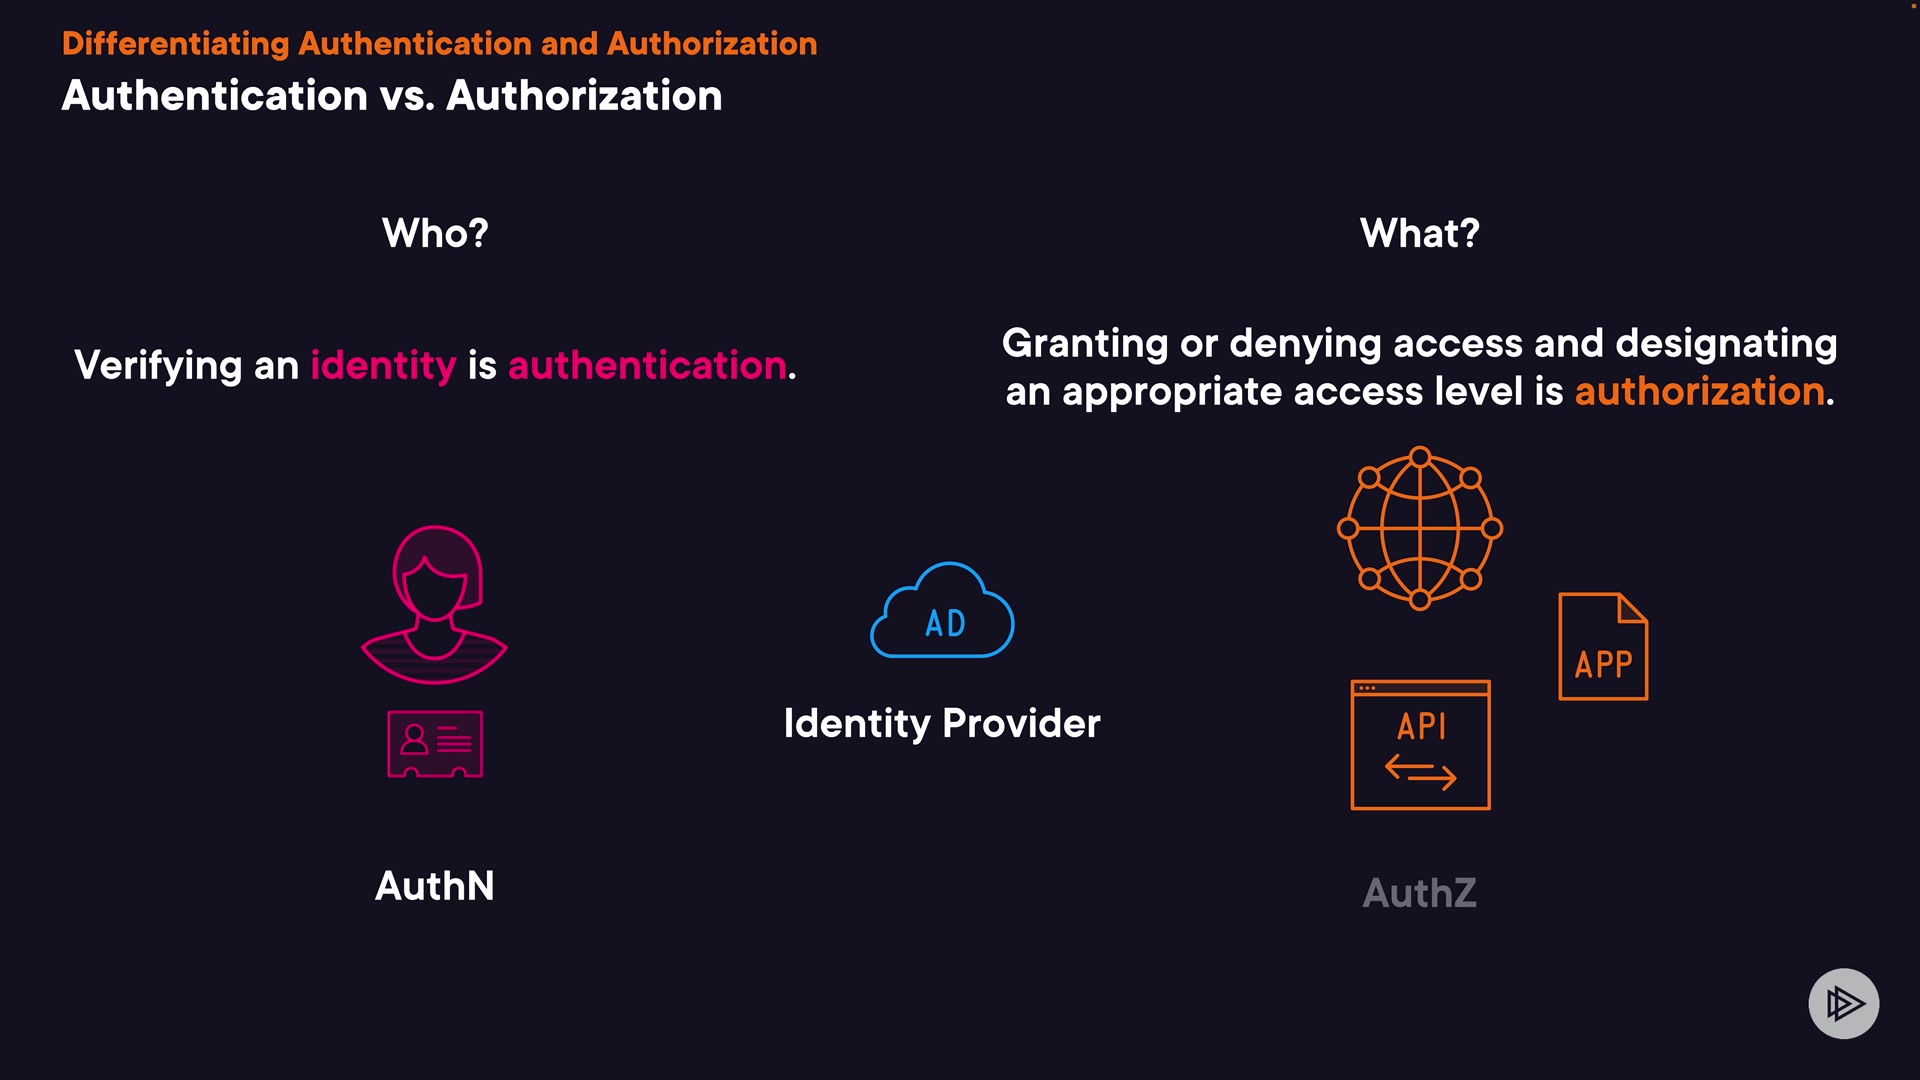 Differentiating Authentication and Authorization
Authentication vs. Authorization
Who?
Verifying an identity is authentication.
What?
Granting or denying access and designating
an appropriate access level is authorization.
AD
Identity Provider
APP
API
AuthN
AuthZ